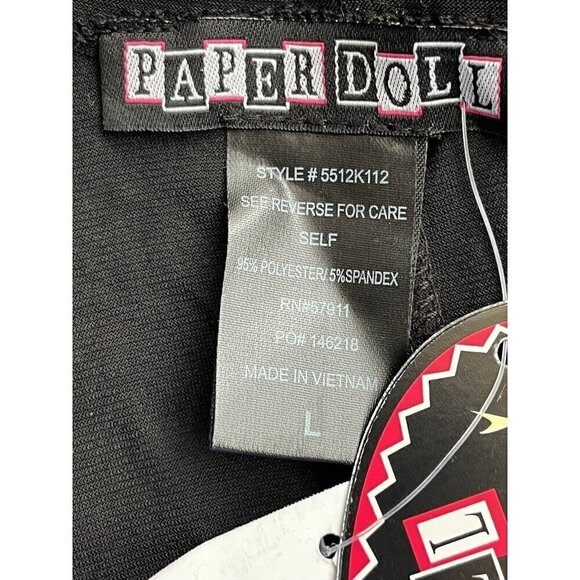 PAPER DOLL
STYLE # 5512K112
SEE REVERSE FOR CARE
SELF
95% POLYESTER/ 5%SPANDEX
RN#57911
PO# 146218
MADE IN VIETNAM
L